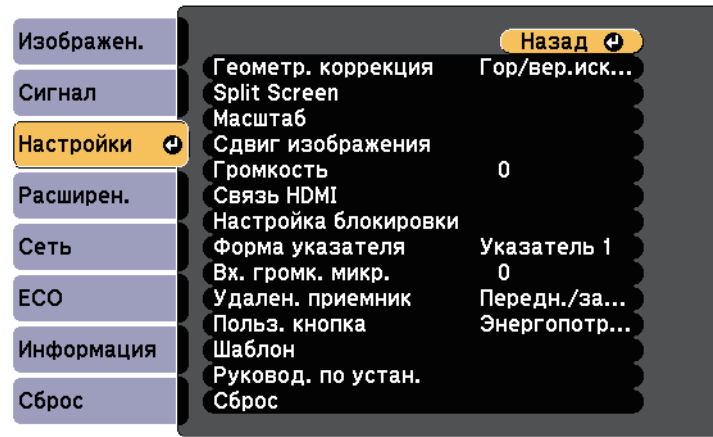 Изображен.
Сигнал
Настройки
Расширен.
Сеть
ECO
Информация
Сброс
Назад
Геометр. коррекция Гор/вер.иск...
Split Screen
Масштаб
Сдвиг изображения
Громкость 0
Связь HDMI
Настройка блокировки
Форма указателя Указатель 1
Вх. громк. микр. 0
Удален. приемник Передн./за...
Польз. кнопка Энергопотр...
Шаблон
Руковод. по устан.
Сброс